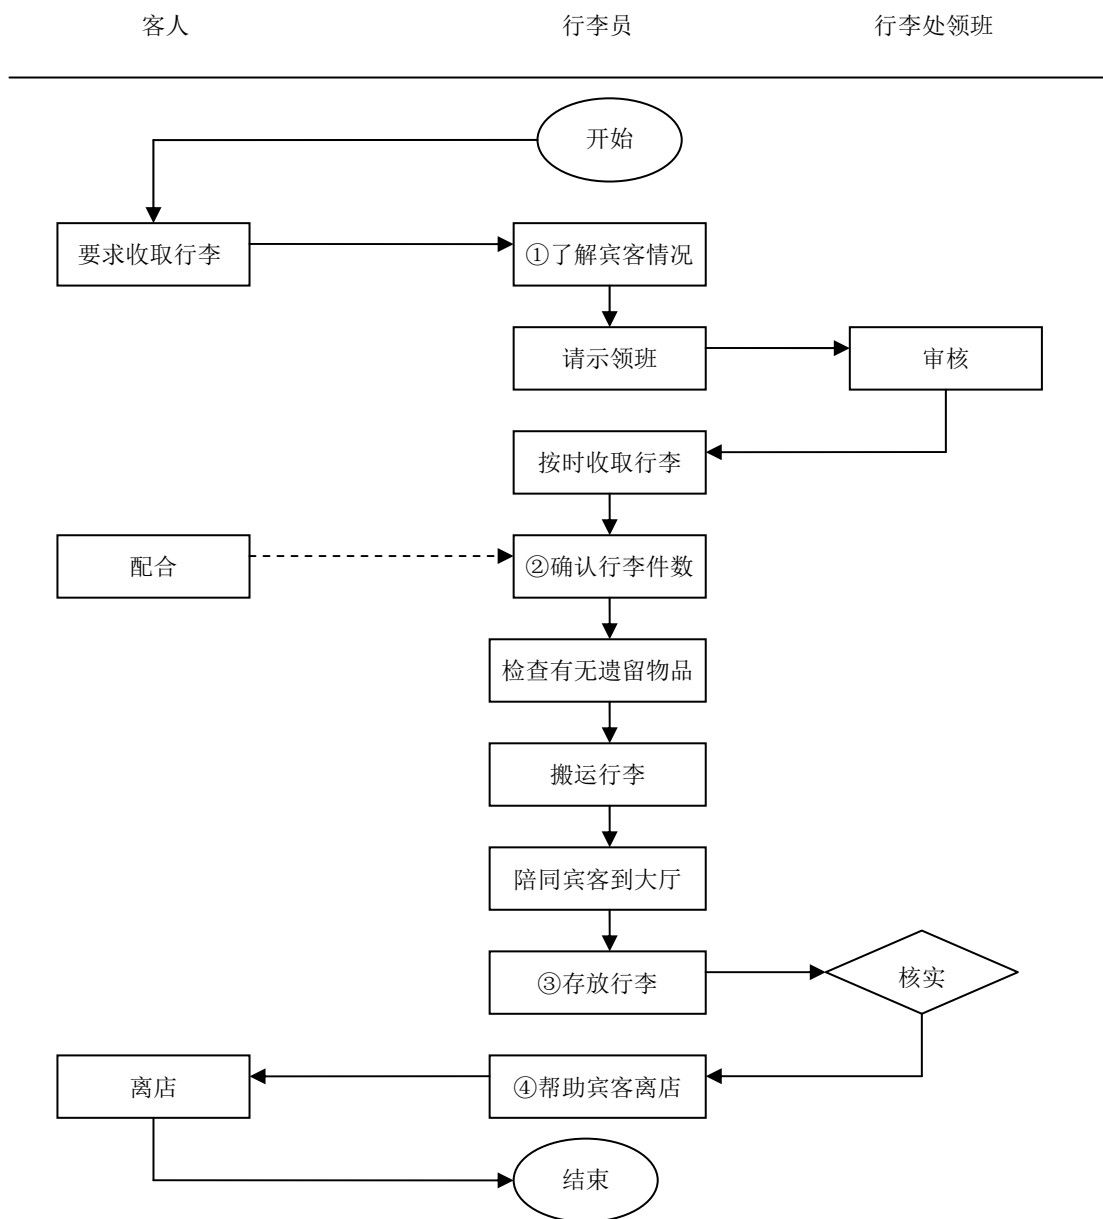 客人 行李员 行李处领班
开始
要求收取行李 ①了解宾客情况
请示领班 审核
按时收取行李
配合 ②确认行李件数
检查有无遗留物品
搬运行李
陪同宾客到大厅
③存放行李 核实
离店 ④帮助宾客离店
结束